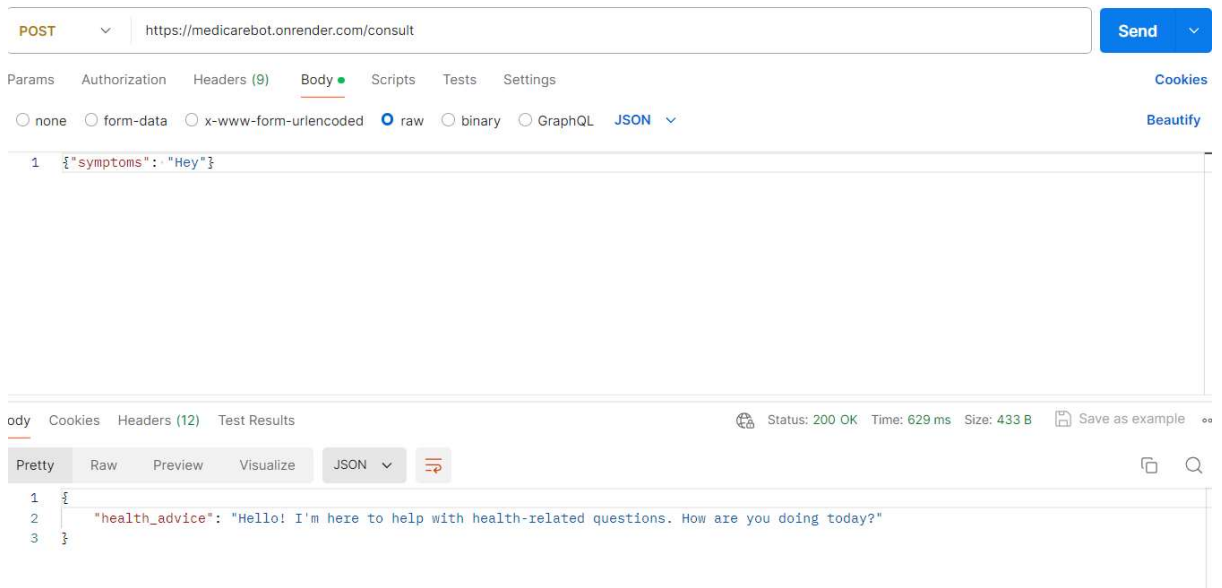 POST https://medicarebot.onrender.com/consult Send
Params Authorization Headers (9) Body Scripts Tests Settings Cookies
none form-data x-www-form-urlencoded raw binary GraphQL JSON Beautify
1 {"symptoms": "Hey"}
ody Cookies Headers (12) Test Results Status: 200 OK Time: 629 ms Size: 433 B Save as example
Pretty Raw Preview Visualize JSON
1 {
2 "health_advice": "Hello! I'm here to help with health-related questions. How are you doing today?"
3 }